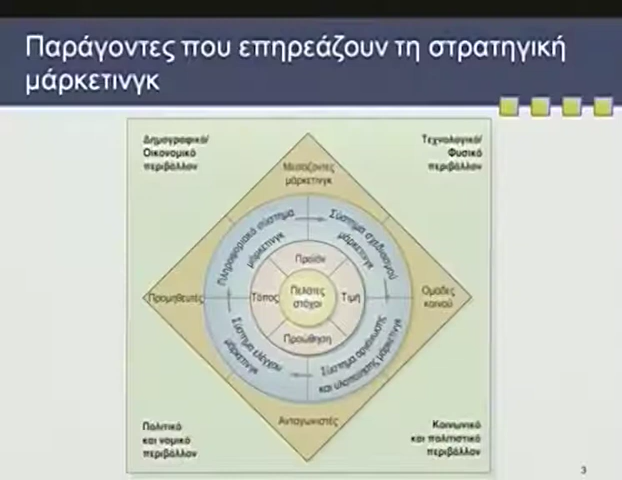 Παράγοντες που επηρεάζουν τη στρατηγική
μάρκετινγκ
Δημογραφικό/
Οικονομικό
περιβάλλον
Τεχνολογικό/
Φυσικό
περιβάλλον
Μεσάζοντες
μάρκετινγκ
Πληροφοριακό σύστημα
μάρκετινγκ
Σύστημα σχεδιασμού
μάρκετινγκ
Προϊόν
Προμηθευτές
Τόπος
Πελάτες
στόχοι
Τιμή
Ομάδες
κοινού
Προώθηση
Σύστημα ελέγχου
μάρκετινγκ
Σύστημα οργάνωσης
και υλοποίησης μάρκετινγκ
Ανταγωνιστές
Πολιτικό
και νομικό
περιβάλλον
Κοινωνικό
και πολιτιστικό
περιβάλλον
3